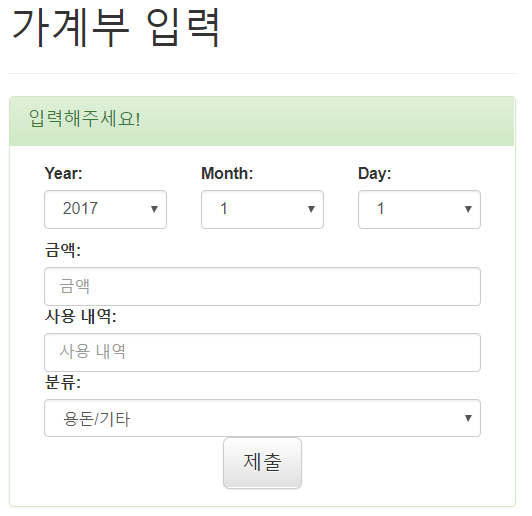 가계부 입력
입력해주세요!
Year: Month: Day:
2017 1 1
금액:
금액
사용 내역:
사용 내역
분류:
용돈/기타
제출